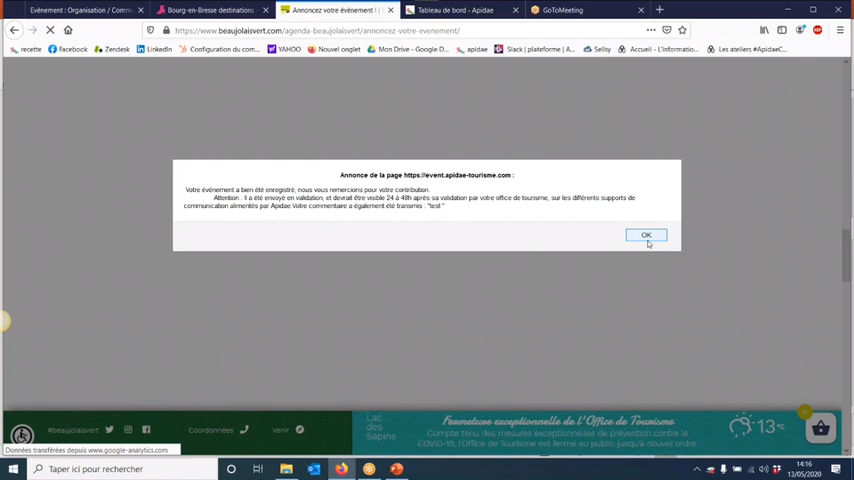 Evènement : Organisation / Commu
Bourg-en-Bresse destinations
Annoncez votre évènement ! |
Tableau de bord - Apidae
GoToMeeting
https://www.beaujolaisvert.com/agenda-beaujolaisvert/annoncez-votre-evenement/
recette
Facebook
Zendesk
LinkedIn
Configuration du com...
YAHOO
Nouvel onglet
Mon Drive - Google D...
apidae
Slack | plateforme | A...
Sellsy
Accueil - L'informatio...
Les ateliers #ApidaeC...
Annonce de la page https://event.apidae-tourisme.com :
Votre évènement a bien été enregistré, nous vous remercions pour votre contribution.
Attention : Il a été envoyé en validation, et devrait être visible 24 à 48h après sa validation par votre office de tourisme, sur les différents supports de
communication alimentés par Apidae.Votre commentaire a également été transmis : "test "
OK
#beaujolaisvert
Coordonnées
Venir
Lac
des
Sapins
Fermeture exceptionnelle de l'Office de Tourisme
Compte tenu des mesures exceptionnelles de prévention contre le
COVID-19, l'Office de Tourisme est fermé au public jusqu'à nouvel ordre.
13°C
0
Données transférées depuis www.google-analytics.com
Taper ici pour rechercher
14:16
13/05/2020